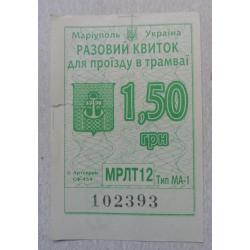 Маріуполь Україна
РАЗОВИЙ КВИТОК
для проїзду в трамваї
1,50
грн
МРЛТ12 Тип МА-1
102393